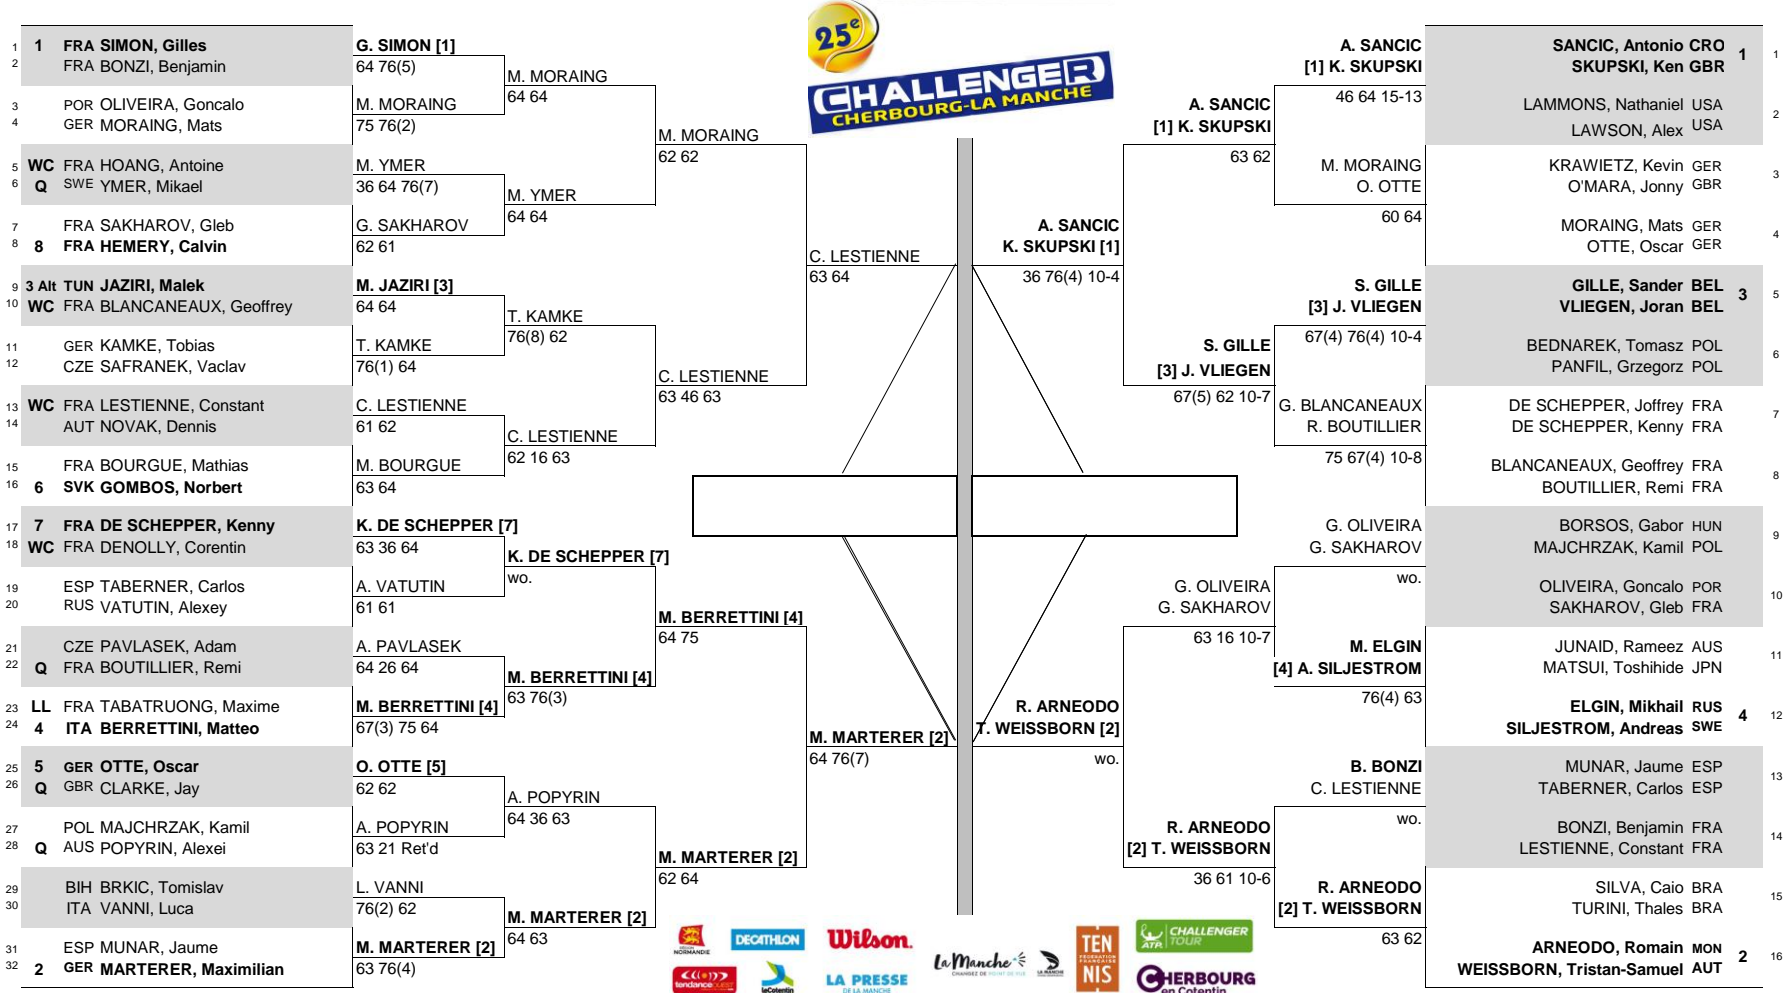 25e
CHALLENGER
CHERBOURG-LA MANCHE
1 1 FRA SIMON, Gilles
2 FRA BONZI, Benjamin
3 POR OLIVEIRA, Goncalo
4 GER MORAING, Mats
5 WC FRA HOANG, Antoine
6 Q SWE YMER, Mikael
7 FRA SAKHAROV, Gleb
8 8 FRA HEMERY, Calvin
9 3 Alt TUN JAZIRI, Malek
10 WC FRA BLANCANEAUX, Geoffrey
11 GER KAMKE, Tobias
12 CZE SAFRANEK, Vaclav
13 WC FRA LESTIENNE, Constant
14 AUT NOVAK, Dennis
15 FRA BOURGUE, Mathias
16 6 SVK GOMBOS, Norbert
17 7 FRA DE SCHEPPER, Kenny
18 WC FRA DENOLLY, Corentin
19 ESP TABERNER, Carlos
20 RUS VATUTIN, Alexey
21 CZE PAVLASEK, Adam
22 Q FRA BOUTILLIER, Remi
23 LL FRA TABATRUONG, Maxime
24 4 ITA BERRETTINI, Matteo
25 5 GER OTTE, Oscar
26 Q GBR CLARKE, Jay
27 POL MAJCHRZAK, Kamil
28 Q AUS POPYRIN, Alexei
29 BIH BRKIC, Tomislav
30 ITA VANNI, Luca
31 ESP MUNAR, Jaume
32 2 GER MARTERER, Maximilian
G. SIMON [1]
64 76(5)
M. MORAING
75 76(2)
M. YMER
36 64 76(7)
G. SAKHAROV
62 61
M. JAZIRI [3]
64 64
T. KAMKE
76(1) 64
C. LESTIENNE
61 62
M. BOURGUE
63 64
K. DE SCHEPPER [7]
63 36 64
A. VATUTIN
61 61
A. PAVLASEK
64 26 64
M. BERRETTINI [4]
67(3) 75 64
O. OTTE [5]
62 62
A. POPYRIN
63 21 Ret'd
L. VANNI
76(2) 62
M. MARTERER [2]
63 76(4)
M. MORAING
64 64
M. YMER
64 64
T. KAMKE
76(8) 62
C. LESTIENNE
62 16 63
K. DE SCHEPPER [7]
wo.
M. BERRETTINI [4]
63 76(3)
A. POPYRIN
64 36 63
M. MARTERER [2]
64 63
M. MORAING
62 62
C. LESTIENNE
63 46 63
M. BERRETTINI [4]
64 75
M. MARTERER [2]
62 64
C. LESTIENNE
63 64
M. MARTERER [2]
64 76(7)
A. SANCIC
K. SKUPSKI [1]
36 76(4) 10-4
R. ARNEODO
T. WEISSBORN [2]
wo.
A. SANCIC
[1] K. SKUPSKI
63 62
S. GILLE
[3] J. VLIEGEN
67(5) 62 10-7
G. OLIVEIRA
G. SAKHAROV
63 16 10-7
R. ARNEODO
[2] T. WEISSBORN
36 61 10-6
A. SANCIC
[1] K. SKUPSKI
46 64 15-13
M. MORAING
O. OTTE
60 64
S. GILLE
[3] J. VLIEGEN
67(4) 76(4) 10-4
G. BLANCANEAUX
R. BOUTILLIER
75 67(4) 10-8
G. OLIVEIRA
G. SAKHAROV
wo.
M. ELGIN
[4] A. SILJESTROM
76(4) 63
B. BONZI
C. LESTIENNE
wo.
R. ARNEODO
[2] T. WEISSBORN
63 62
SANCIC, Antonio CRO
SKUPSKI, Ken GBR 1 1
LAMMONS, Nathaniel USA
LAWSON, Alex USA 2
KRAWIETZ, Kevin GER
O'MARA, Jonny GBR 3
MORAING, Mats GER
OTTE, Oscar GER 4
GILLE, Sander BEL
VLIEGEN, Joran BEL 3 5
BEDNAREK, Tomasz POL
PANFIL, Grzegorz POL 6
DE SCHEPPER, Joffrey FRA
DE SCHEPPER, Kenny FRA 7
BLANCANEAUX, Geoffrey FRA
BOUTILLIER, Remi FRA 8
BORSOS, Gabor HUN
MAJCHRZAK, Kamil POL 9
OLIVEIRA, Goncalo POR
SAKHAROV, Gleb FRA 10
JUNAID, Rameez AUS
MATSUI, Toshihide JPN 11
ELGIN, Mikhail RUS
SILJESTROM, Andreas SWE 4 12
MUNAR, Jaume ESP
TABERNER, Carlos ESP 13
BONZI, Benjamin FRA
LESTIENNE, Constant FRA 14
SILVA, Caio BRA
TURINI, Thales BRA 15
ARNEODO, Romain MON
WEISSBORN, Tristan-Samuel AUT 2 16
NORMANDIE
DECATHLON
Wilson.
La Manche
CHANGEZ DE POINT DE VUE
LA MANCHE
TEN
FÉDÉRATION
FRANÇAISE
NIS
ATP
CHALLENGER
TOUR
tendance ouest
leCotentin
LA PRESSE
DE LA MANCHE
CHERBOURG
en Cotentin